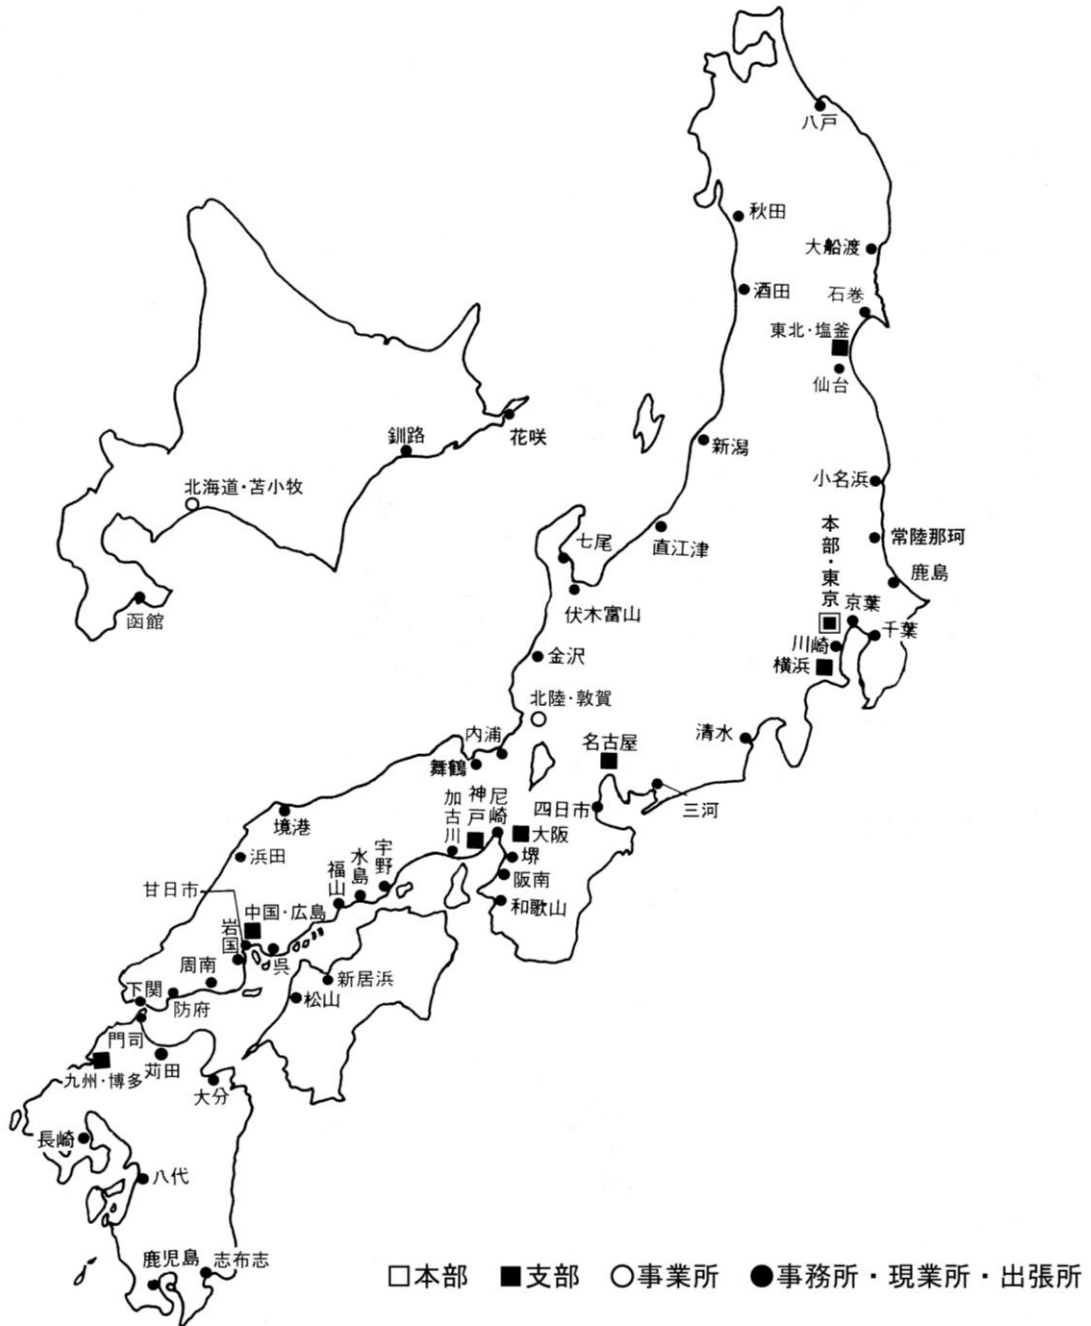 八戸
秋田
大船渡
酒田
石巻
東北・塩釜
仙台
花咲
釧路
新潟
北海道・苫小牧
小名浜
本部・東京
常陸那珂
七尾
直江津
鹿島
函館
伏木富山
京葉
千葉
川崎
金沢
横浜
北陸・敦賀
内浦
名古屋
清水
舞鶴
加古川
神戸
尼崎
四日市
三河
境港
大阪
浜田
宇野
水島
福山
堺
阪南
甘日市
中国・広島
和歌山
岩国
呉
周南
新居浜
下関
防府
松山
門司
苅田
九州・博多
大分
長崎
八代
鹿児島
志布志
□本部 ■支部 ○事業所 ●事務所・現業所・出張所